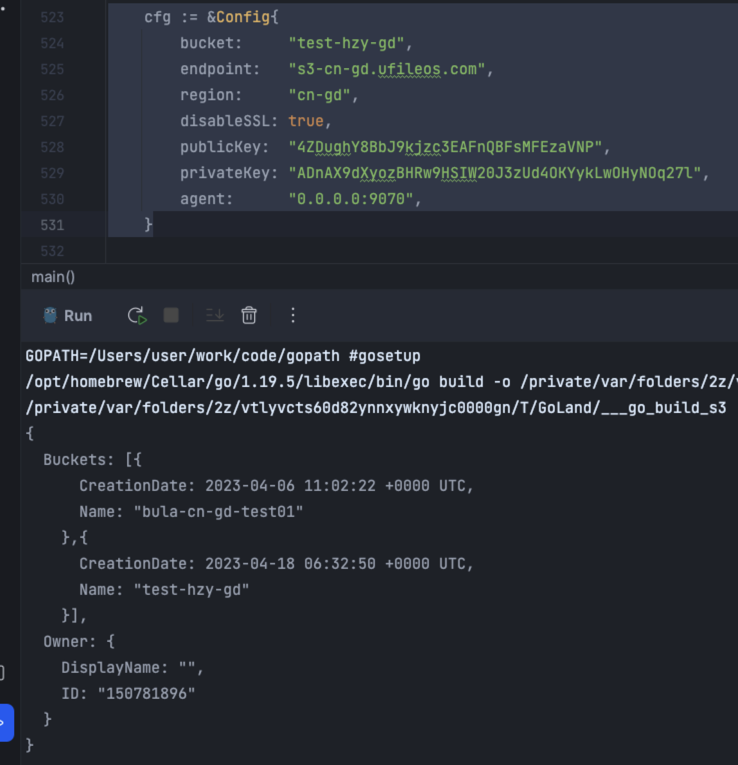 523 cfg := &Config{
524 bucket: "test-hzy-gd",
525 endpoint: "s3-cn-gd.ufileos.com",
526 region: "cn-gd",
527 disableSSL: true,
528 publicKey: "4ZDughY8BbJ9kjzc3EAFnQBFsMFEzaVNP",
529 privateKey: "ADnAX9dXyozBHRw9HSIW20J3zUd4OKYykLwOHyNOq27l",
530 agent: "0.0.0.0:9070",
531 }
532
main()
Run
GOPATH=/Users/user/work/code/gopath #gosetup
/opt/homebrew/Cellar/go/1.19.5/libexec/bin/go build -o /private/var/folders/2z/
/private/var/folders/2z/vtlyvcts60d82ynnxywknyjc0000gn/T/GoLand/___go_build_s3
{
Buckets: [{
CreationDate: 2023-04-06 11:02:22 +0000 UTC,
Name: "bula-cn-gd-test01"
},{
CreationDate: 2023-04-18 06:32:50 +0000 UTC,
Name: "test-hzy-gd"
}],
Owner: {
DisplayName: "",
ID: "150781896"
}
}